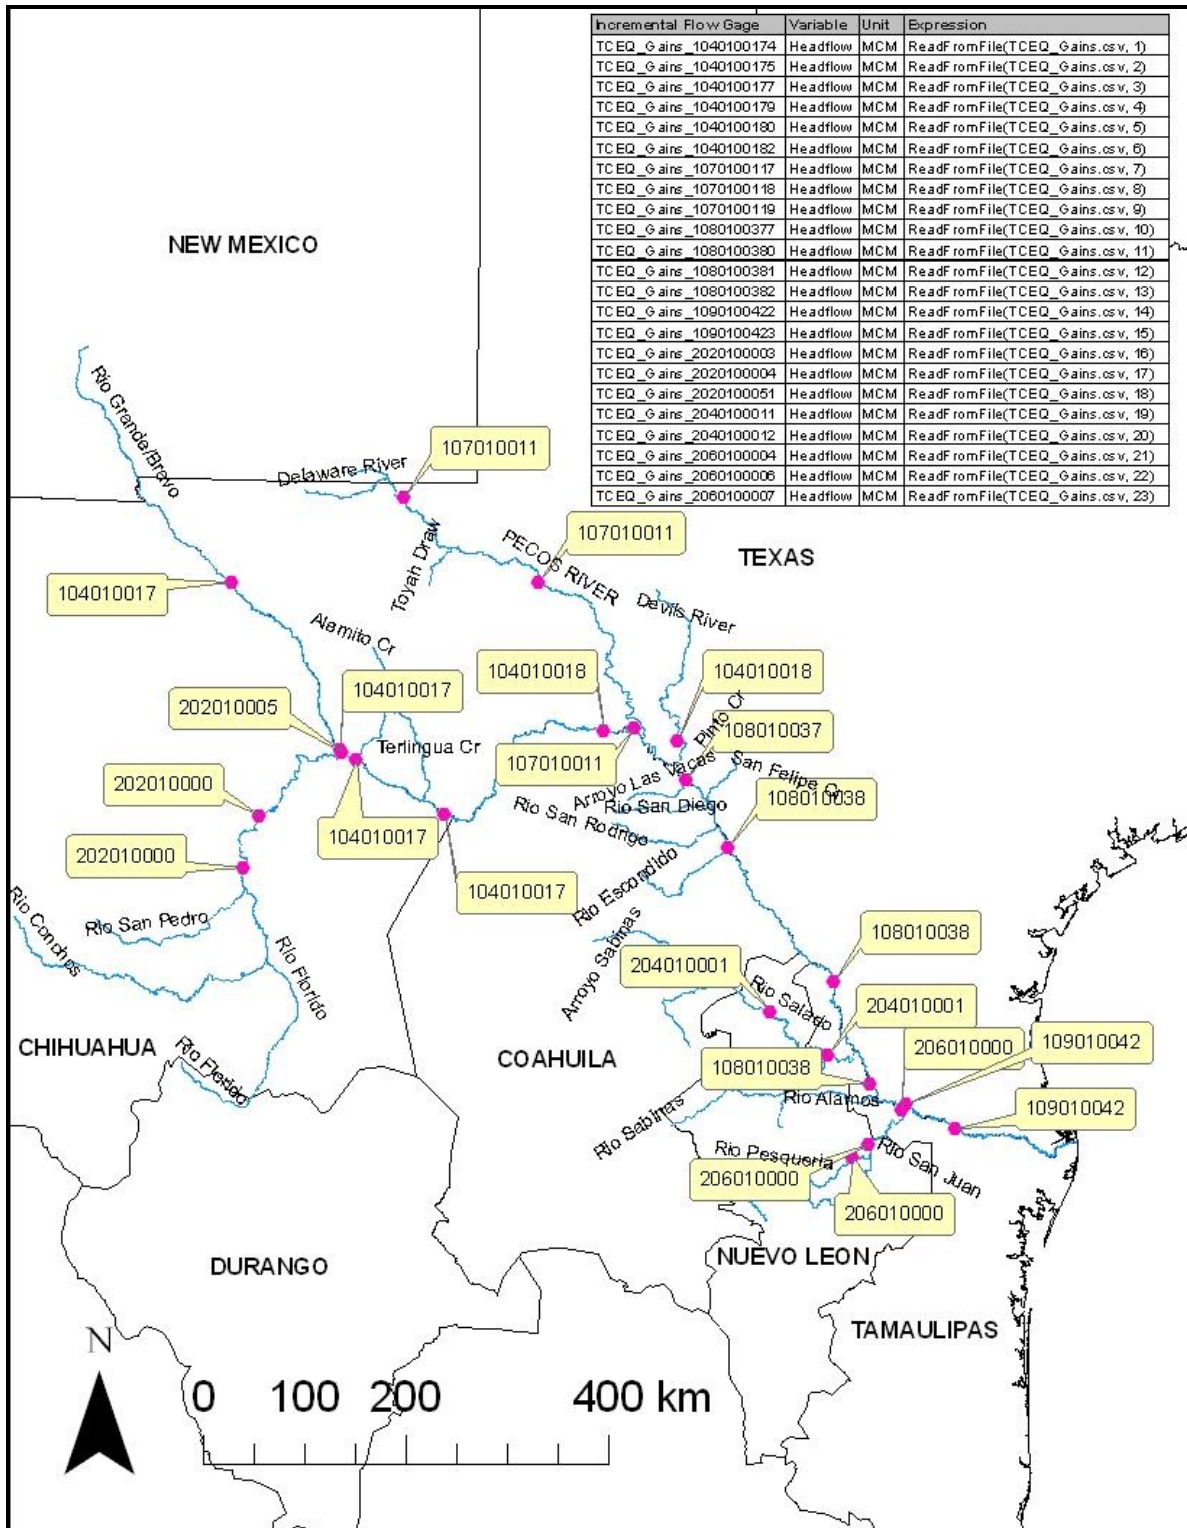 Incremental Flow Gage Variable Unit Expression
TCEQ_Gains_1040100174 Headflow MCM ReadFromFile(TCEQ_Gains.csv, 1)
TCEQ_Gains_1040100175 Headflow MCM ReadFromFile(TCEQ_Gains.csv, 2)
TCEQ_Gains_1040100177 Headflow MCM ReadFromFile(TCEQ_Gains.csv, 3)
TCEQ_Gains_1040100179 Headflow MCM ReadFromFile(TCEQ_Gains.csv, 4)
TCEQ_Gains_1040100180 Headflow MCM ReadFromFile(TCEQ_Gains.csv, 5)
TCEQ_Gains_1040100182 Headflow MCM ReadFromFile(TCEQ_Gains.csv, 6)
TCEQ_Gains_1070100117 Headflow MCM ReadFromFile(TCEQ_Gains.csv, 7)
TCEQ_Gains_1070100118 Headflow MCM ReadFromFile(TCEQ_Gains.csv, 8)
TCEQ_Gains_1070100119 Headflow MCM ReadFromFile(TCEQ_Gains.csv, 9)
TCEQ_Gains_1080100377 Headflow MCM ReadFromFile(TCEQ_Gains.csv, 10)
TCEQ_Gains_1080100380 Headflow MCM ReadFromFile(TCEQ_Gains.csv, 11)
TCEQ_Gains_1080100381 Headflow MCM ReadFromFile(TCEQ_Gains.csv, 12)
TCEQ_Gains_1080100382 Headflow MCM ReadFromFile(TCEQ_Gains.csv, 13)
TCEQ_Gains_1090100422 Headflow MCM ReadFromFile(TCEQ_Gains.csv, 14)
TCEQ_Gains_1090100423 Headflow MCM ReadFromFile(TCEQ_Gains.csv, 15)
TCEQ_Gains_2020100003 Headflow MCM ReadFromFile(TCEQ_Gains.csv, 16)
TCEQ_Gains_2020100004 Headflow MCM ReadFromFile(TCEQ_Gains.csv, 17)
TCEQ_Gains_2020100051 Headflow MCM ReadFromFile(TCEQ_Gains.csv, 18)
TCEQ_Gains_2040100011 Headflow MCM ReadFromFile(TCEQ_Gains.csv, 19)
TCEQ_Gains_2040100012 Headflow MCM ReadFromFile(TCEQ_Gains.csv, 20)
TCEQ_Gains_2060100004 Headflow MCM ReadFromFile(TCEQ_Gains.csv, 21)
TCEQ_Gains_2060100006 Headflow MCM ReadFromFile(TCEQ_Gains.csv, 22)
TCEQ_Gains_2060100007 Headflow MCM ReadFromFile(TCEQ_Gains.csv, 23)
NEW MEXICO
Rio Grande/Bravo
107010011
Delaware River
107010011
PECOS RIVER
TEXAS
Toyah Draw
104010017
Devils River
Alamito Cr
104010018
104010018
104010017
202010005
Pinto Cr
108010037
Terlingua Cr
107010011
Arroyo Las Vacas
San Felipe Cr
202010000
Rio San Diego
108010038
Rio San Rodrigo
104010017
202010000
104010017
Rio Escondido
Rio San Pedro
Rio Conchos
Rio Florido
Arroyo Sabinas
108010038
204010001
Rio Salado
204010001
CHIHUAHUA
Rio Florido
COAHUILA
206010000
109010042
108010038
Rio Alamos
109010042
Rio Sabinas
Rio Pesqueria
Rio San Juan
206010000
206010000
DURANGO
NUEVO LEON
TAMAULIPAS
N
0 100 200 400 km